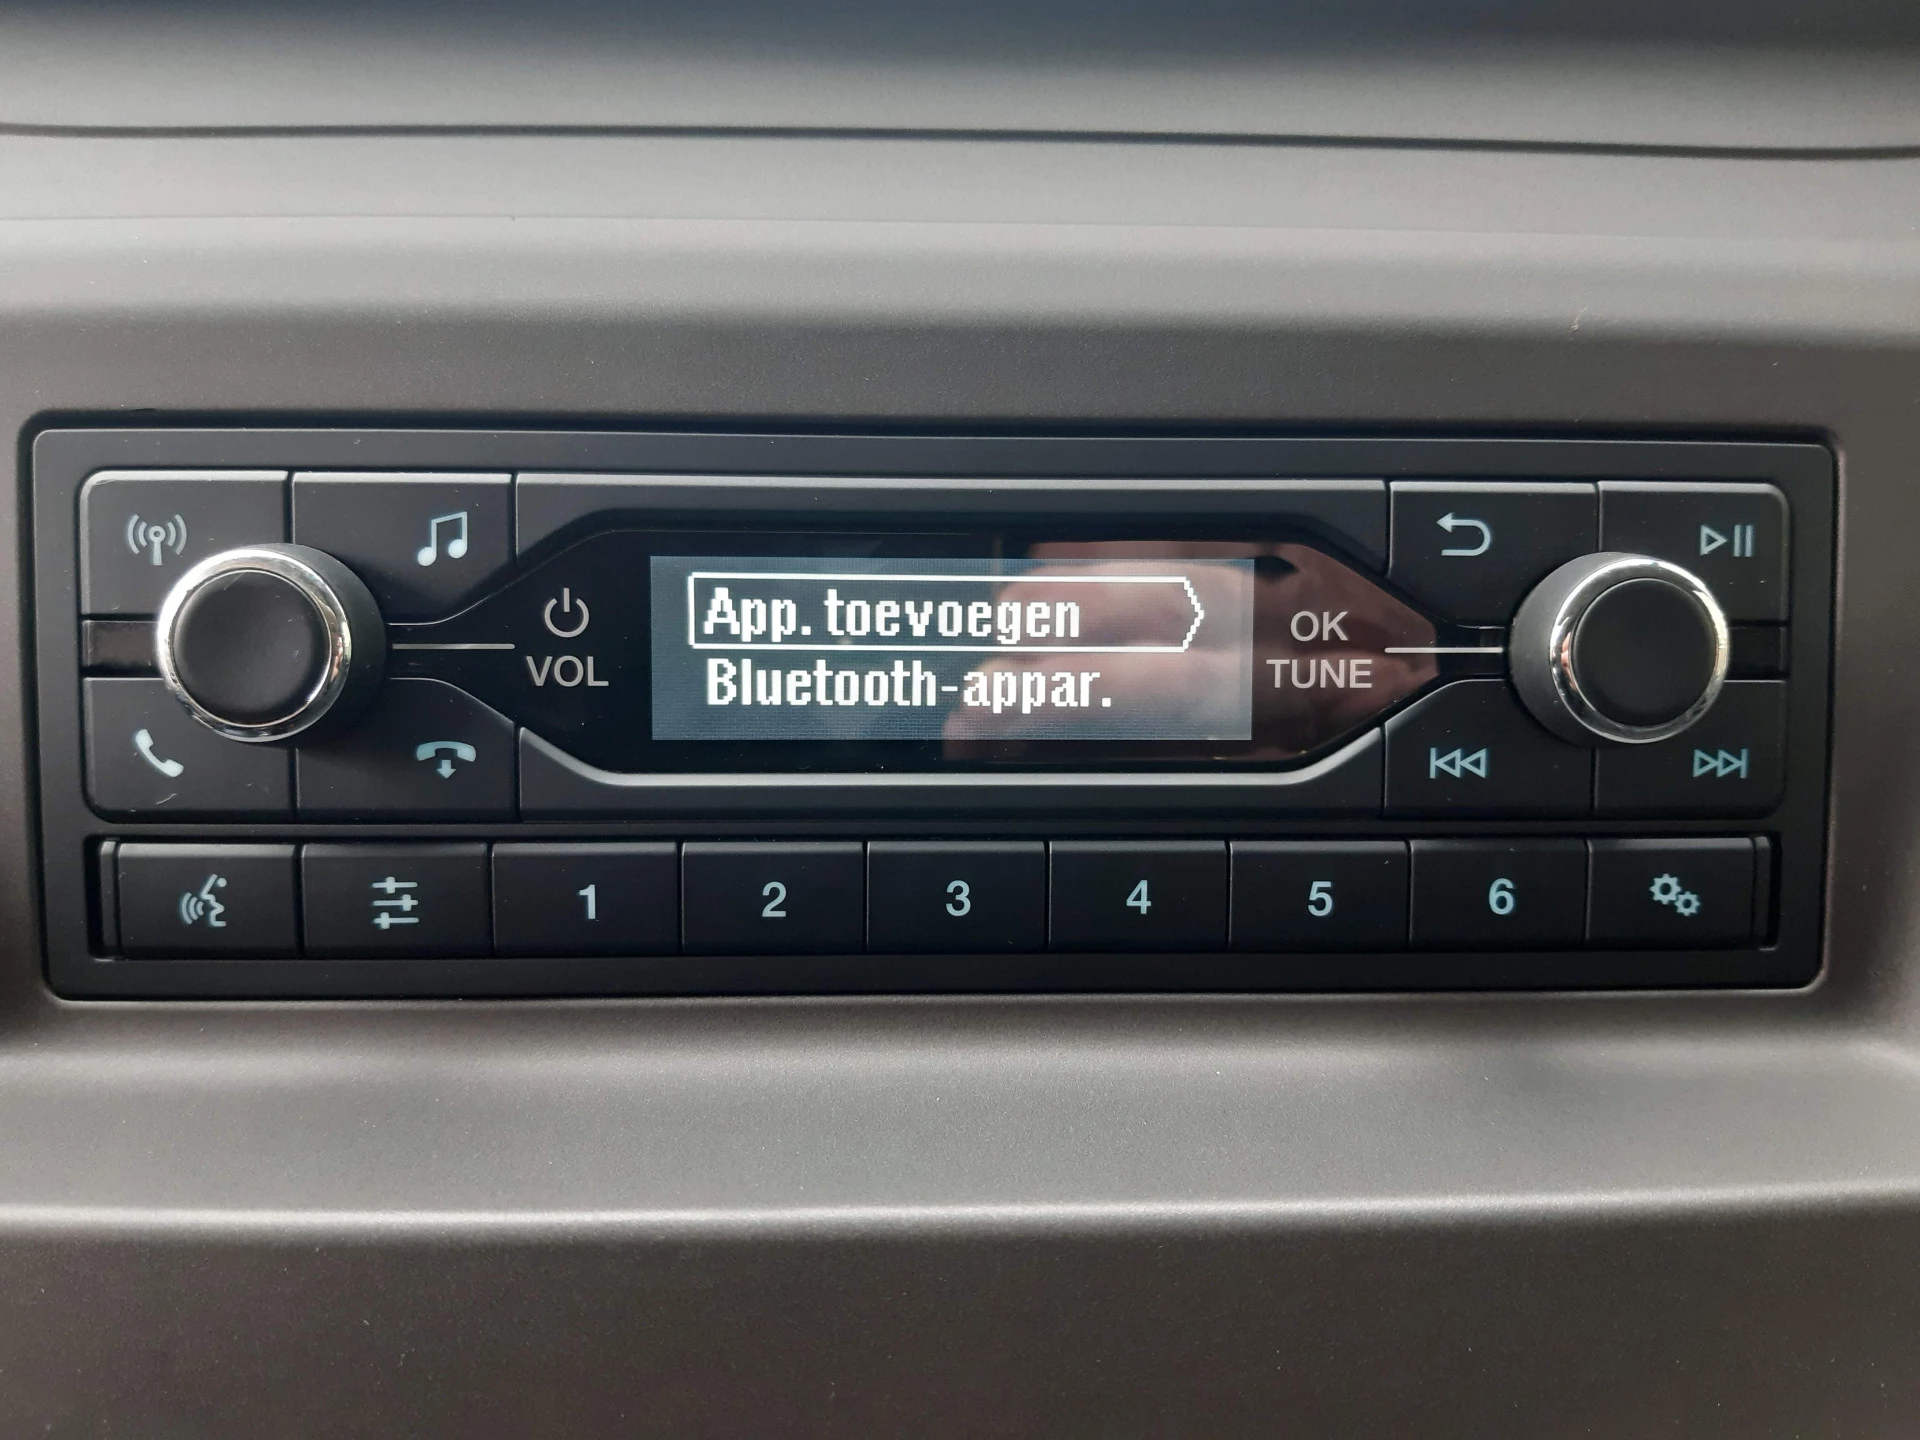 App. toevoegen
Bluetooth-appar.
VOL
OK
TUNE
1 2 3 4 5 6